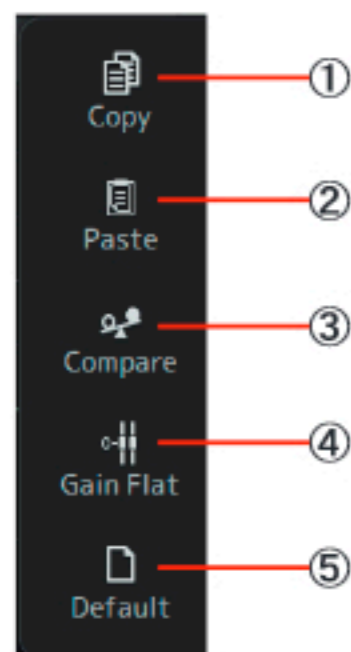 Copy ①
Paste ②
Compare ③
Gain Flat ④
Default ⑤